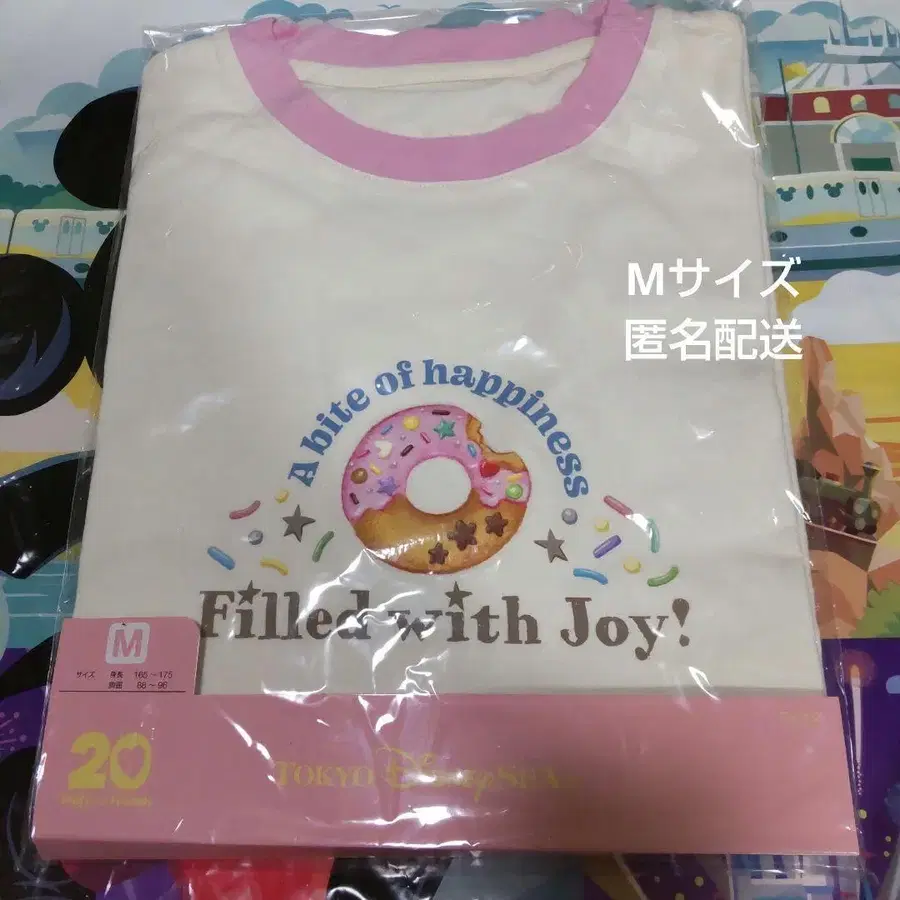 Mサイズ
匿名配送
A bite of happiness
Filled with Joy!
M
サイズ 身長 165~175
胸囲 88~96
20
TOKYO DisneySEA